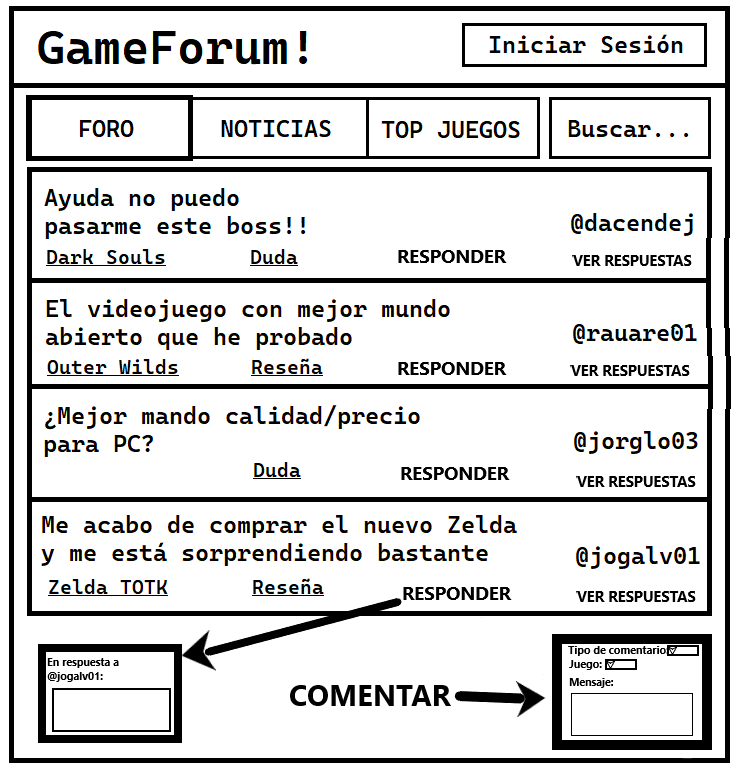 GameForum!
Iniciar Sesión
FORO
NOTICIAS
TOP JUEGOS
Buscar...
Ayuda no puedo
pasarme este boss!!
@dacendej
Dark Souls
Duda
RESPONDER
VER RESPUESTAS
El videojuego con mejor mundo
abierto que he probado
@rauare01
Outer Wilds
Reseña
RESPONDER
VER RESPUESTAS
¿Mejor mando calidad/precio
para PC?
@jorglo03
Duda
RESPONDER
VER RESPUESTAS
Me acabo de comprar el nuevo Zelda
y me está sorprendiendo bastante
@jogalv01
Zelda TOTK
Reseña
RESPONDER
VER RESPUESTAS
En respuesta a
@jogalv01:
COMENTAR
Tipo de comentario:
Juego:
Mensaje: